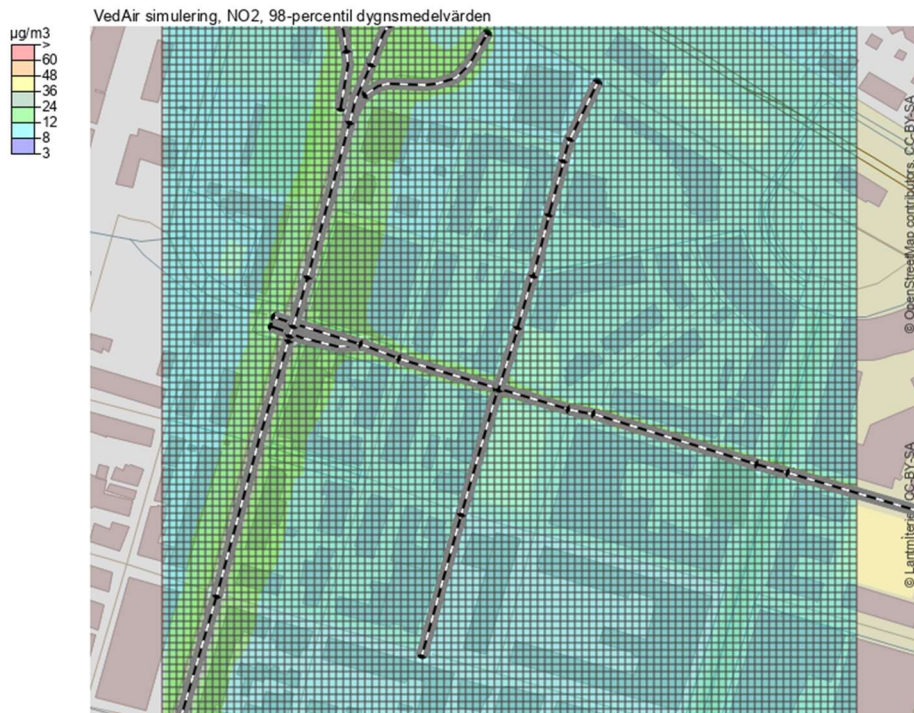 VedAir simulering, NO2, 98-percentil dygnsmedelvärden
µg/m3
>
60
48
36
24
12
8
3
© OpenStreetMap contributors, CC-BY-SA
© Lantmäteriet, CC-BY-SA